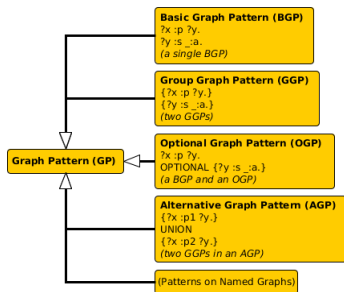 Basic Graph Pattern (BGP)
?x :p ?y.
?y :s _:a.
(a single BGP)
Group Graph Pattern (GGP)
{?x :p ?y.}
{?y :s _:a.}
(two GGPs)
Graph Pattern (GP)
Optional Graph Pattern (OGP)
?x :p ?y.
OPTIONAL {?y :s _:a.}
(a BGP and an OGP)
Alternative Graph Pattern (AGP)
{?x :p1 ?y.}
UNION
{?x :p2 ?y.}
(two GGPs in an AGP)
(Patterns on Named Graphs)